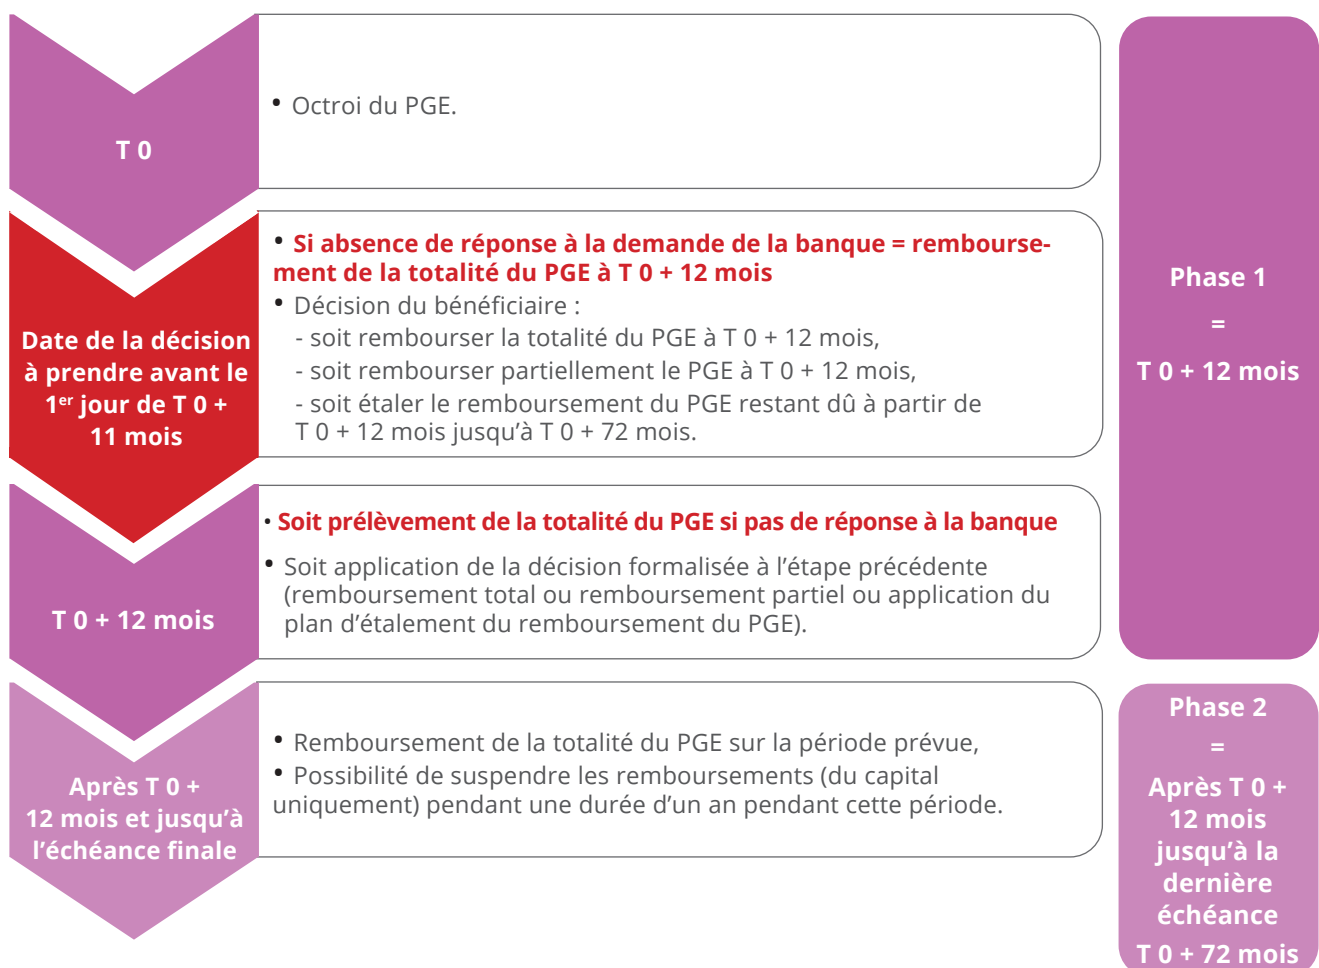 T 0
• Octroi du PGE.
Date de la décision
à prendre avant le
1er jour de T 0 +
11 mois
• Si absence de réponse à la demande de la banque = rembourse-
ment de la totalité du PGE à T 0 + 12 mois
• Décision du bénéficiaire :
- soit rembourser la totalité du PGE à T 0 + 12 mois,
- soit rembourser partiellement le PGE à T 0 + 12 mois,
- soit étaler le remboursement du PGE restant dû à partir de
T 0 + 12 mois jusqu’à T 0 + 72 mois.
T 0 + 12 mois
• Soit prélèvement de la totalité du PGE si pas de réponse à la banque
• Soit application de la décision formalisée à l’étape précédente
(remboursement total ou remboursement partiel ou application du
plan d’étalement du remboursement du PGE).
Phase 1
=
T 0 + 12 mois
Après T 0 +
12 mois et jusqu’à
l’échéance finale
• Remboursement de la totalité du PGE sur la période prévue,
• Possibilité de suspendre les remboursements (du capital
uniquement) pendant une durée d’un an pendant cette période.
Phase 2
=
Après T 0 +
12 mois
jusqu’à la
dernière
échéance
T 0 + 72 mois